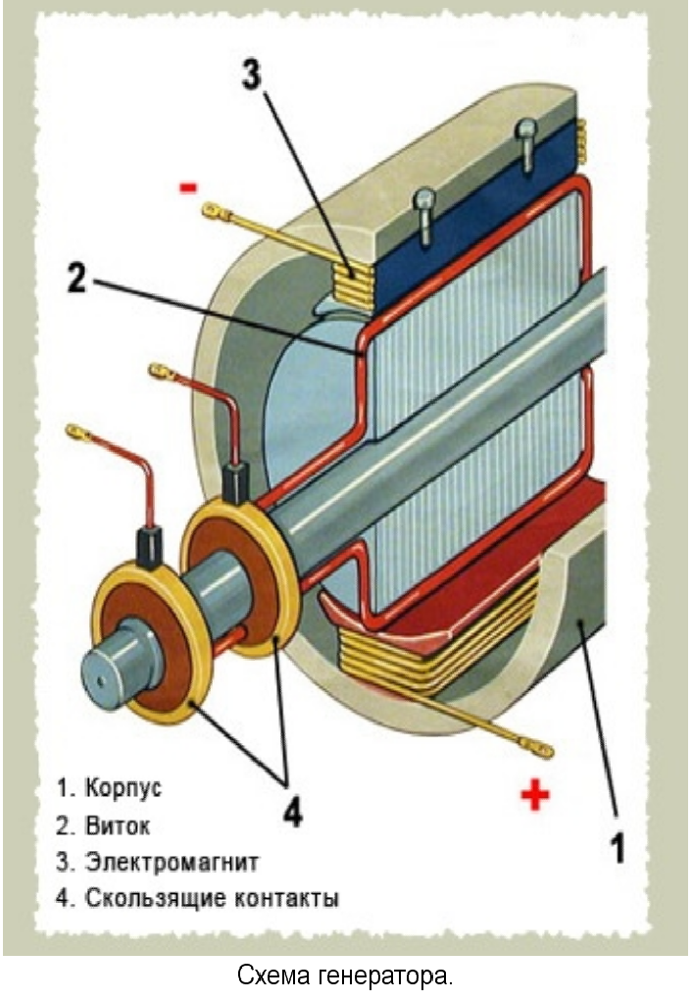 3
-
2
1. Корпус
2. Виток
3. Электромагнит
4. Скользящие контакты
4
+
1
Схема генератора.